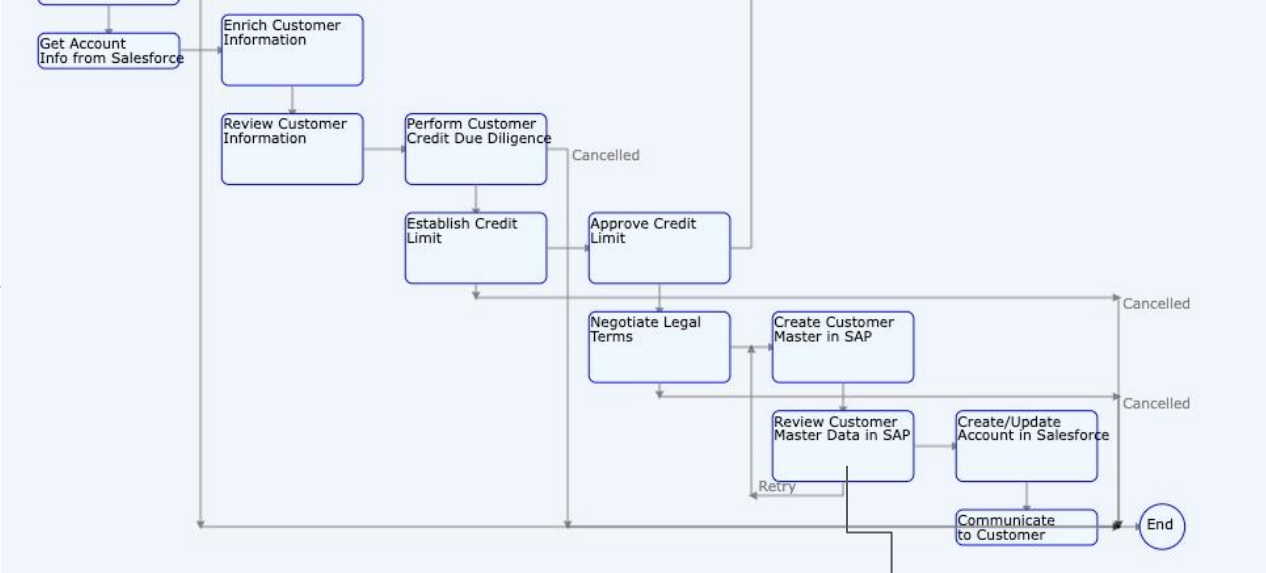 Get Account
Info from Salesforce
Enrich Customer
Information
Review Customer
Information
Perform Customer
Credit Due Diligence
Cancelled
Establish Credit
Limit
Approve Credit
Limit
Cancelled
Negotiate Legal
Terms
Create Customer
Master in SAP
Cancelled
Review Customer
Master Data in SAP
Create/Update
Account in Salesforce
Retry
Communicate
to Customer
End